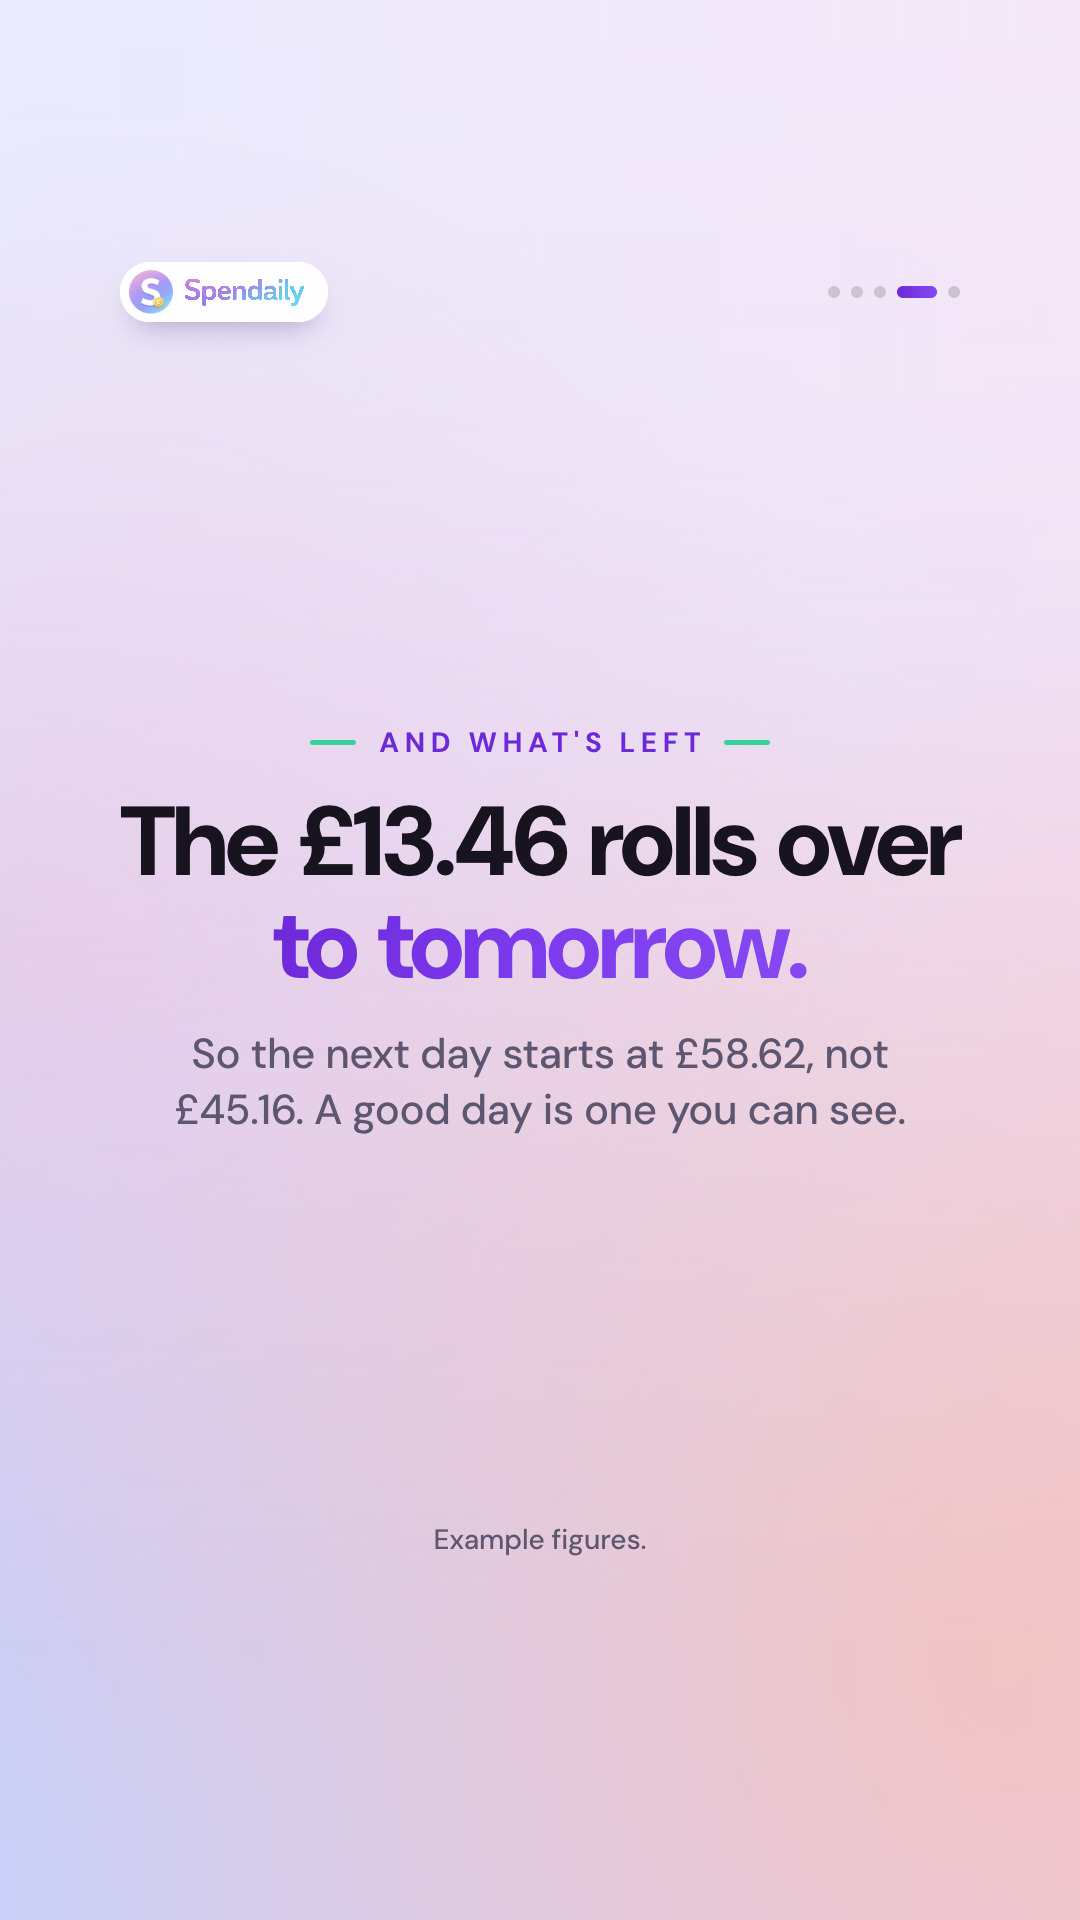 Spendaily
AND WHAT'S LEFT
The £13.46 rolls over
to tomorrow.
So the next day starts at £58.62, not
£45.16. A good day is one you can see.
Example figures.